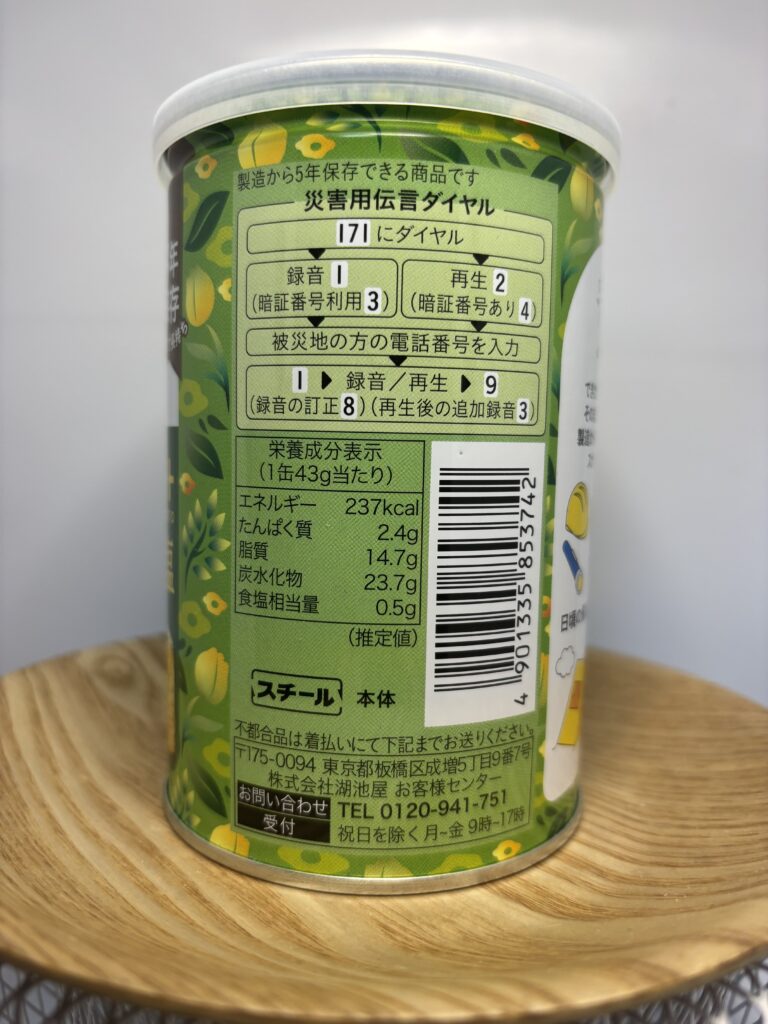 製造から5年保存できる商品です
災害用伝言ダイヤル
171にダイヤル
録音1
(暗証番号利用3)
再生2
(暗証番号あり4)
被災地の方の電話番号を入力
1▶録音/再生▶9
(録音の訂正8)(再生後の追加録音3)
栄養成分表示
(1缶43g当たり)
エネルギー 237kcal
たんぱく質 2.4g
脂質 14.7g
炭水化物 23.7g
食塩相当量 0.5g
(推定値)
4 901335 853742
スチール 本体
不都合品は着払いにて下記までお送りください。
〒175-0094 東京都板橋区成増5丁目9番7号
株式会社湖池屋 お客様センター
お問い合わせ
受付
TEL 0120-941-751
祝日を除く月~金 9時~17時
年
存
日頃の